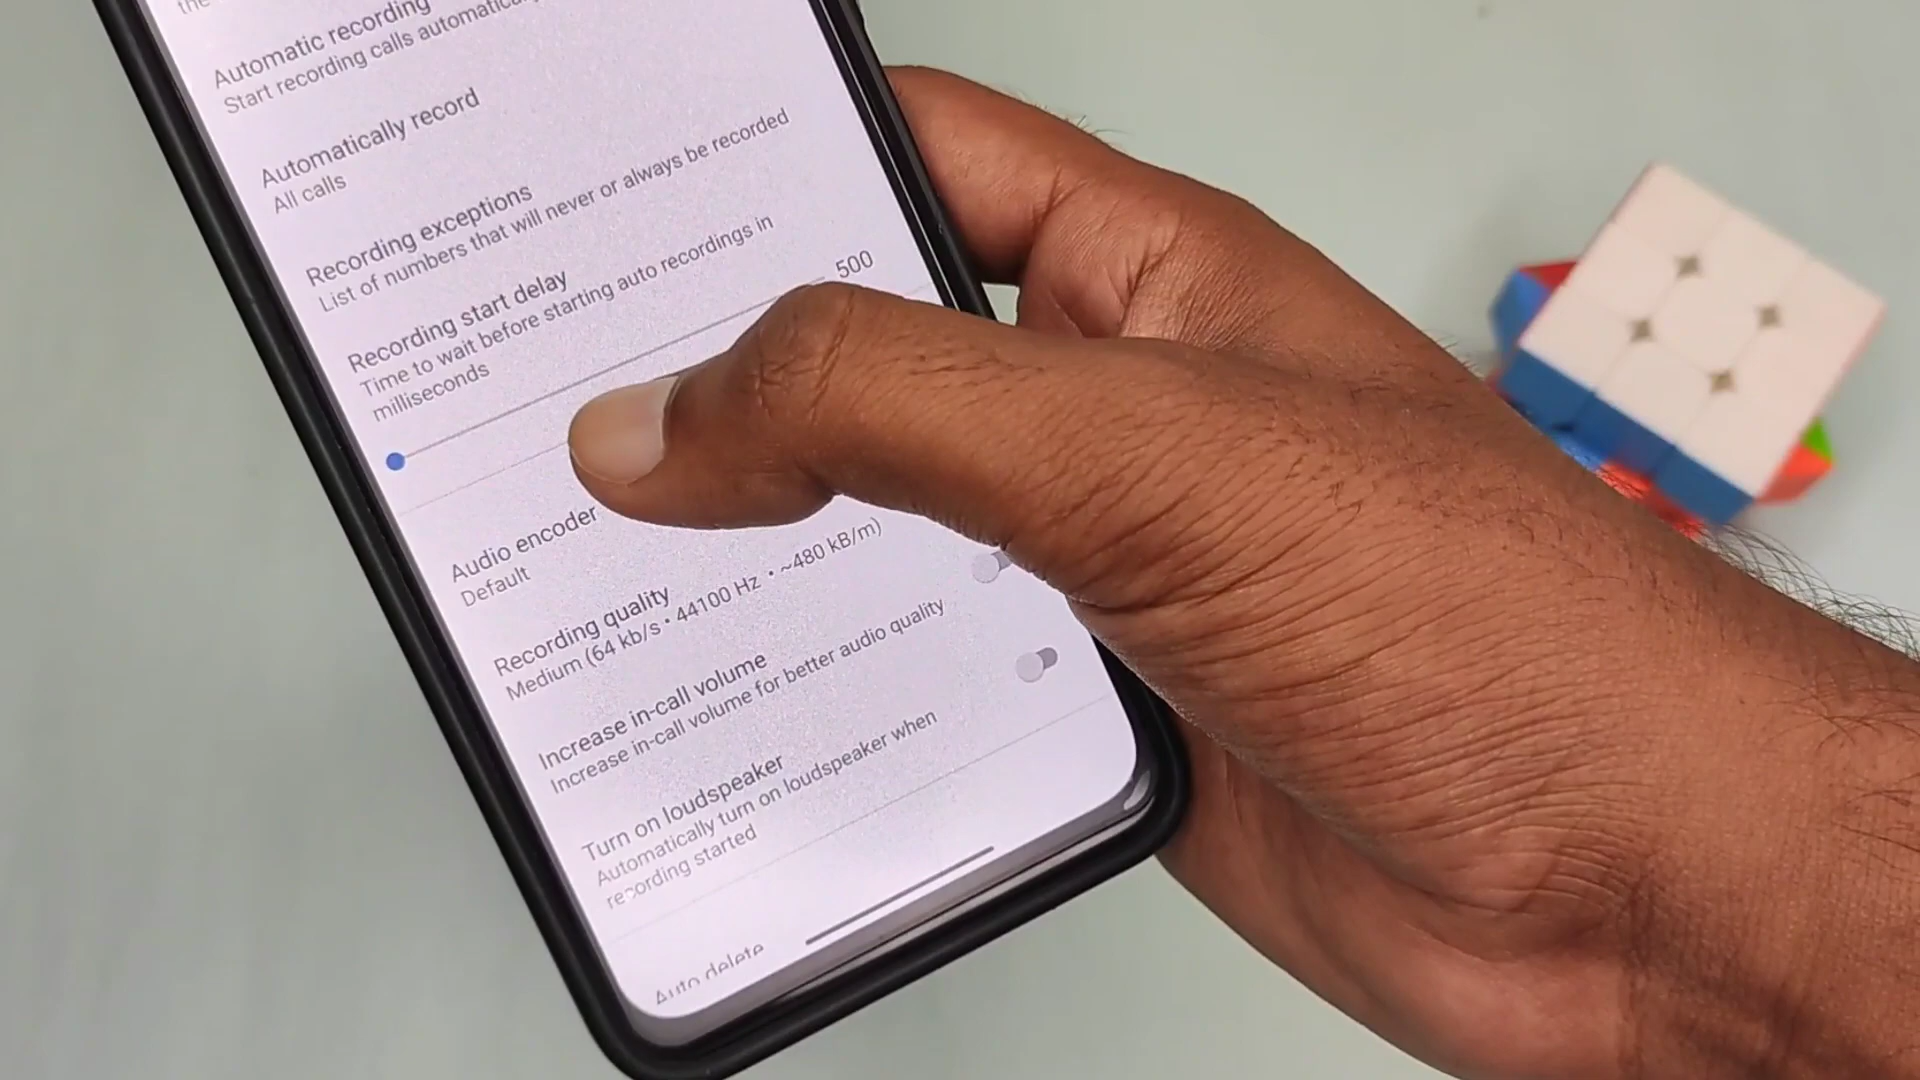 the
Automatic recording
Start recording calls automatically
Automatically record
All calls
Recording exceptions
List of numbers that will never or always be recorded
Recording start delay
Time to wait before starting auto recordings in
milliseconds
500
Audio encoder
Default
Recording quality
Medium (64 kb/s • 44100 Hz • ~480 kB/m)
Increase in-call volume
Increase in-call volume for better audio quality
Turn on loudspeaker
Automatically turn on loudspeaker when
recording started
Auto delete